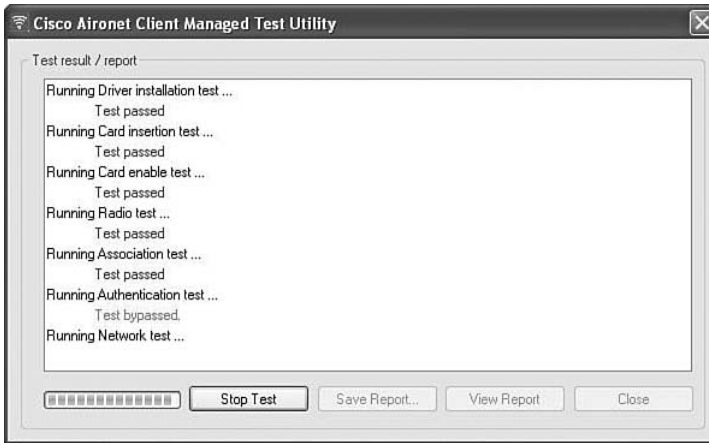 Cisco Aironet Client Managed Test Utility
Test result / report
Running Driver installation test ...
Test passed
Running Card insertion test ...
Test passed
Running Card enable test ...
Test passed
Running Radio test ...
Test passed
Running Association test ...
Test passed
Running Authentication test ...
Test bypassed.
Running Network test ...
Stop Test
Save Report...
View Report
Close